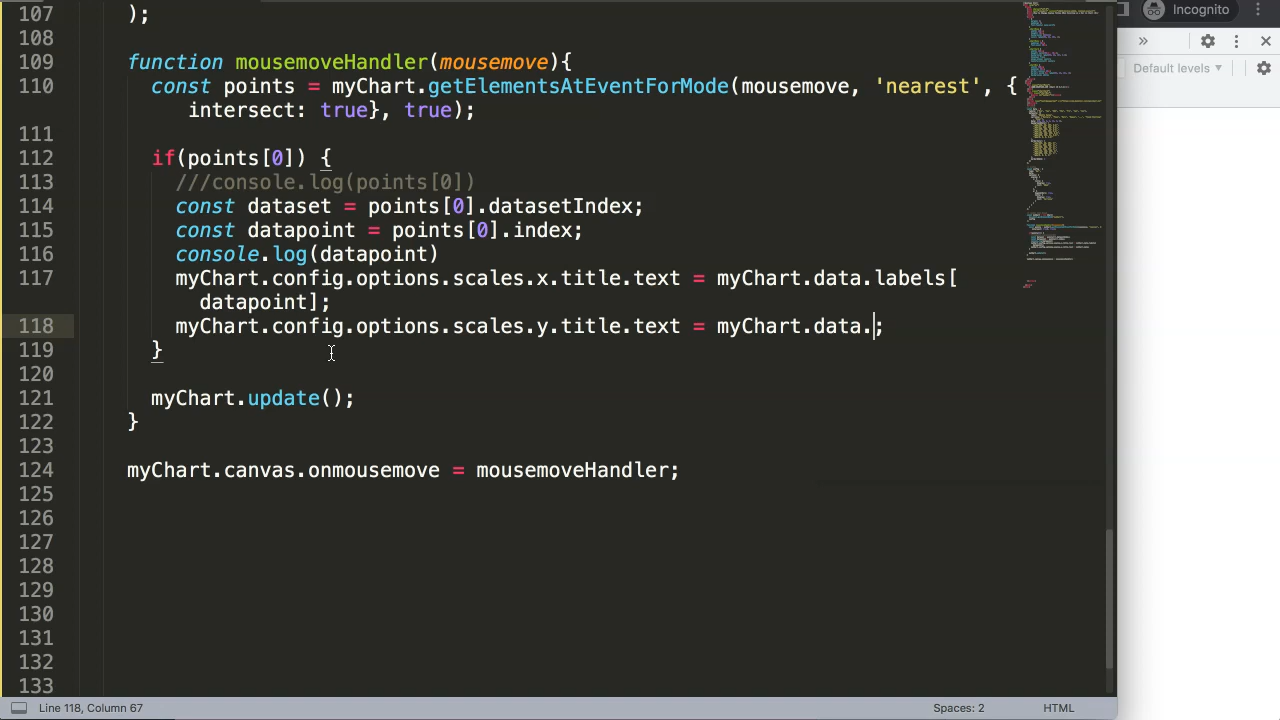 107 );
108
109 function mousemoveHandler(mousemove){
110 const points = myChart.getElementsAtEventForMode(mousemove, 'nearest', {
intersect: true}, true);
111
112 if(points[0]) {
113 ///console.log(points[0])
114 const dataset = points[0].datasetIndex;
115 const datapoint = points[0].index;
116 console.log(datapoint)
117 myChart.config.options.scales.x.title.text = myChart.data.labels[
datapoint];
118 myChart.config.options.scales.y.title.text = myChart.data.;
119 }
120
121 myChart.update();
122 }
123
124 myChart.canvas.onmousemove = mousemoveHandler;
125
126
127
128
129
130
131
132
133
Line 118, Column 67
Spaces: 2
HTML
Incognito
Default levels